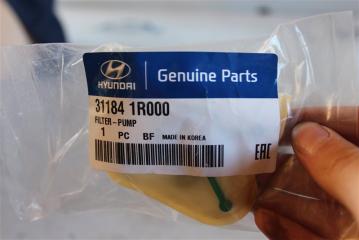 HYUNDAI
Genuine Parts
31184 1R000
FILTER-PUMP
1 PC BF MADE IN KOREA
EAC